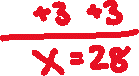 +3 +3
x = 28